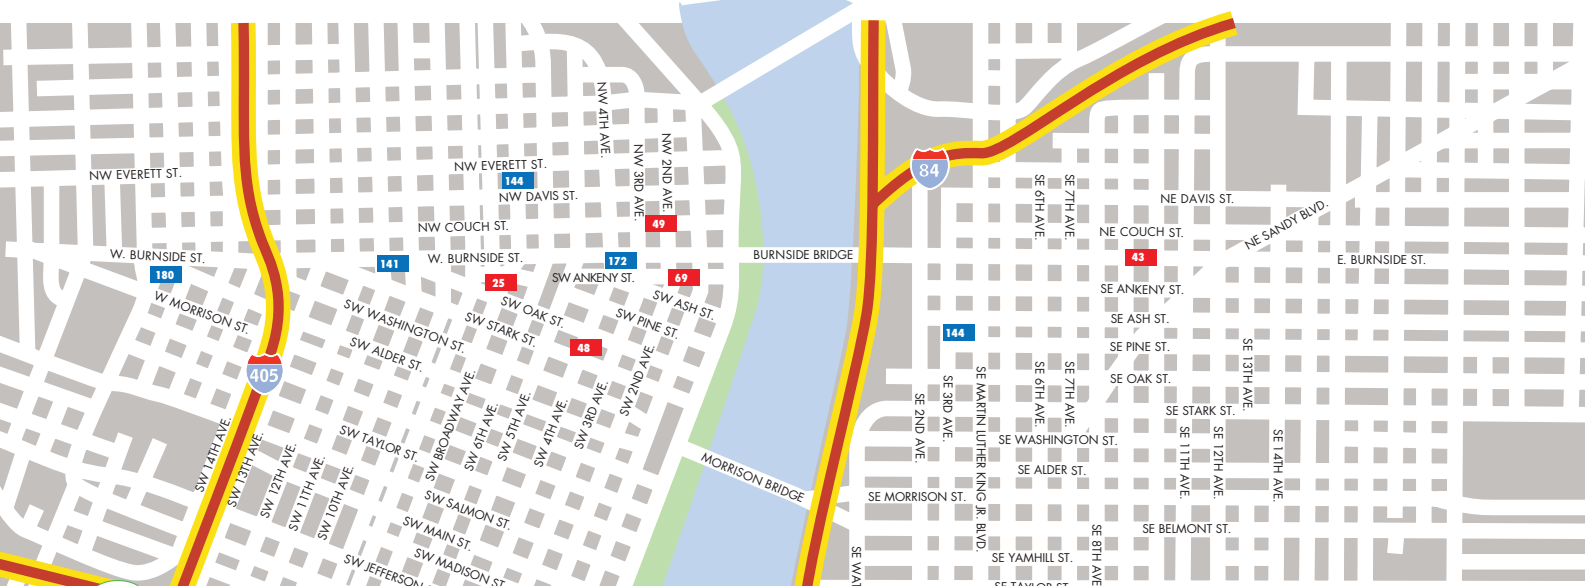 NW 4TH AVE.
NW 3RD AVE.
NW 2ND AVE.
NW EVERETT ST.
NW EVERETT ST.
144
NW DAVIS ST.
84
SE 6TH AVE.
SE 7TH AVE.
NE DAVIS ST.
NE SANDY BLVD.
49
NW COUCH ST.
NE COUCH ST.
W. BURNSIDE ST.
180
141
W. BURNSIDE ST.
172
BURNSIDE BRIDGE
43
E. BURNSIDE ST.
25
SW ANKENY ST.
69
SE ANKENY ST.
W MORRISON ST.
SW WASHINGTON ST.
SW ALDER ST.
SW STARK ST.
SW OAK ST.
SW PINE ST.
SW ASH ST.
48
144
SE ASH ST.
SE PINE ST.
SE OAK ST.
SE STARK ST.
SE 13TH AVE.
405
SW 14TH AVE.
SW 13TH AVE.
SW 12TH AVE.
SW 11TH AVE.
SW 10TH AVE.
SW TAYLOR ST.
SW BROADWAY AVE.
SW 6TH AVE.
SW 5TH AVE.
SW 4TH AVE.
SW 3RD AVE.
SW 2ND AVE.
SE 2ND AVE.
SE 3RD AVE.
SE MARTIN LUTHER KING JR. BLVD.
SE 6TH AVE.
SE 7TH AVE.
SE WASHINGTON ST.
SE ALDER ST.
SE 11TH AVE.
SE 12TH AVE.
SE 14TH AVE.
MORRISON BRIDGE
SE MORRISON ST.
SW SALMON ST.
SW MAIN ST.
SW MADISON ST.
SW JEFFERSON
SE BELMONT ST.
SE 8TH AVE
SE YAMHILL ST.
SE TAYLOR ST.
SE WAT